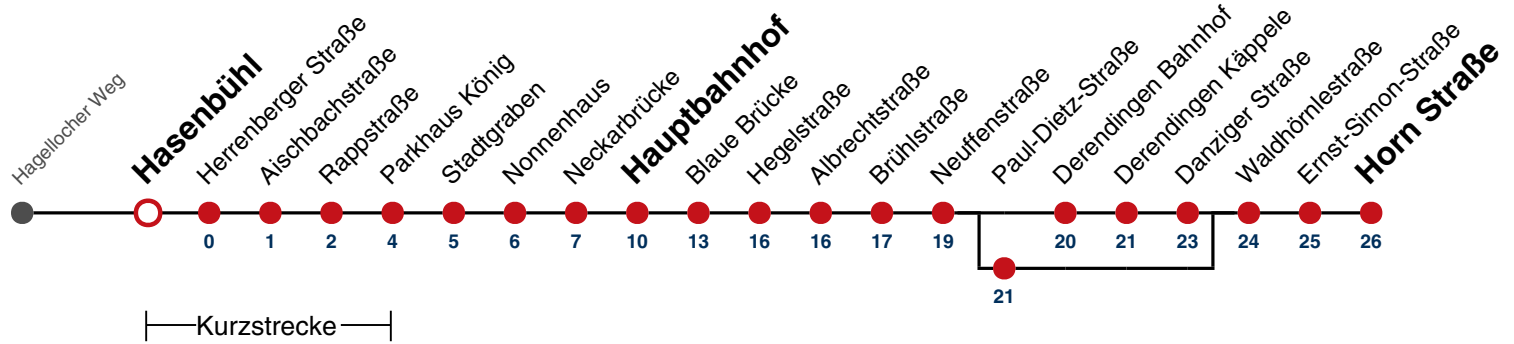 Hagellocher Weg
Hasenbühl
Herrenberger Straße
Aischbachstraße
Rappstraße
Parkhaus König
Stadtgraben
Nonnenhaus
Neckarbrücke
Hauptbahnhof
Blaue Brücke
Hegelstraße
Albrechtstraße
Brühlstraße
Neuffenstraße
Paul-Dietz-Straße
Derendingen Bahnhof
Derendingen Käppele
Danziger Straße
Waldhörnlestraße
Ernst-Simon-Straße
Horn Straße
0 1 2 4 5 6 7 10 13 16 16 17 19 20 21 23 24 25 26
21
Kurzstrecke